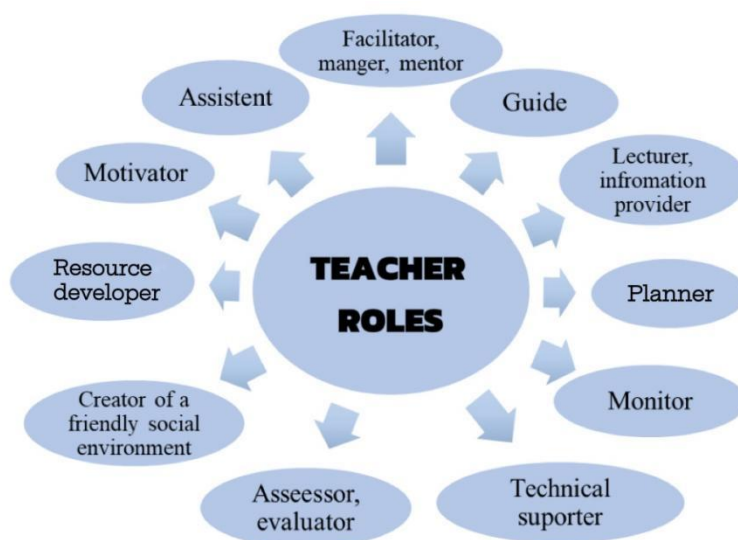 Facilitator,
manger, mentor
Assistent
Guide
Motivator
Lecturer,
infromation
provider
TEACHER
ROLES
Resource
developer
Planner
Creator of a
friendly social
environment
Monitor
Asseessor,
evaluator
Technical
suporter